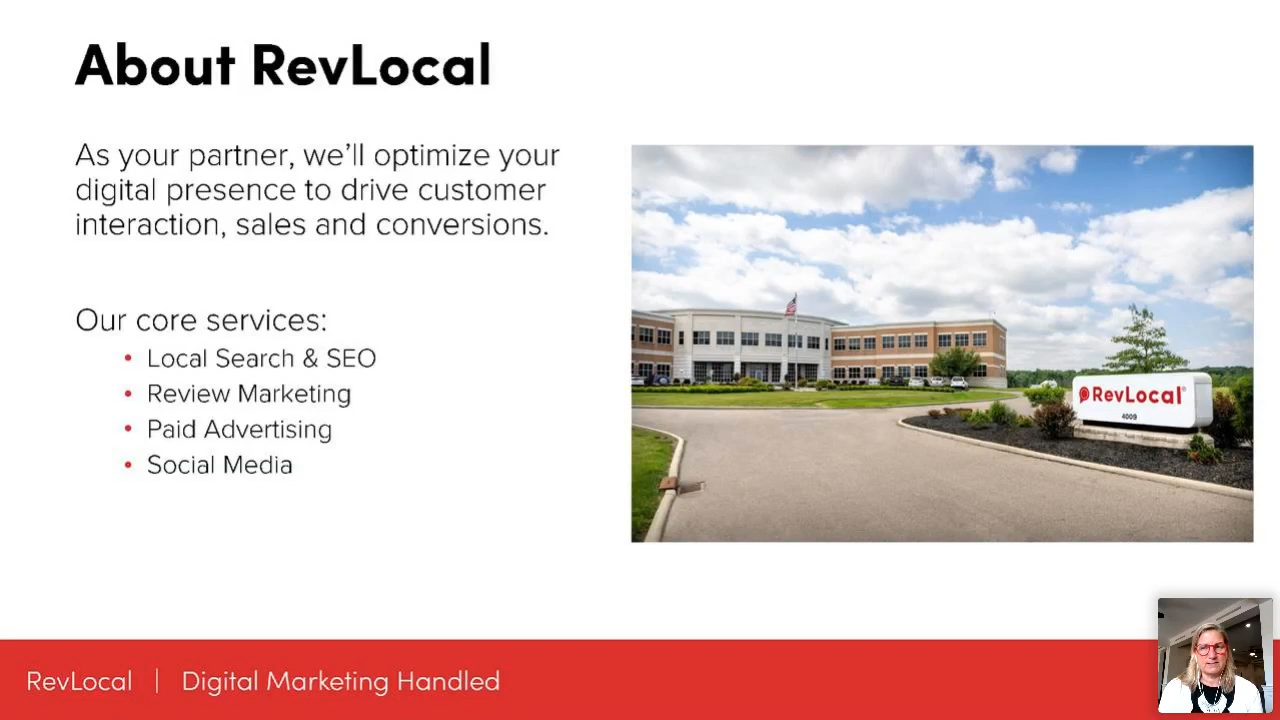 About RevLocal
As your partner, we’ll optimize your
digital presence to drive customer
interaction, sales and conversions.
Our core services:
• Local Search & SEO
• Review Marketing
• Paid Advertising
• Social Media
RevLocal
4009
RevLocal | Digital Marketing Handled